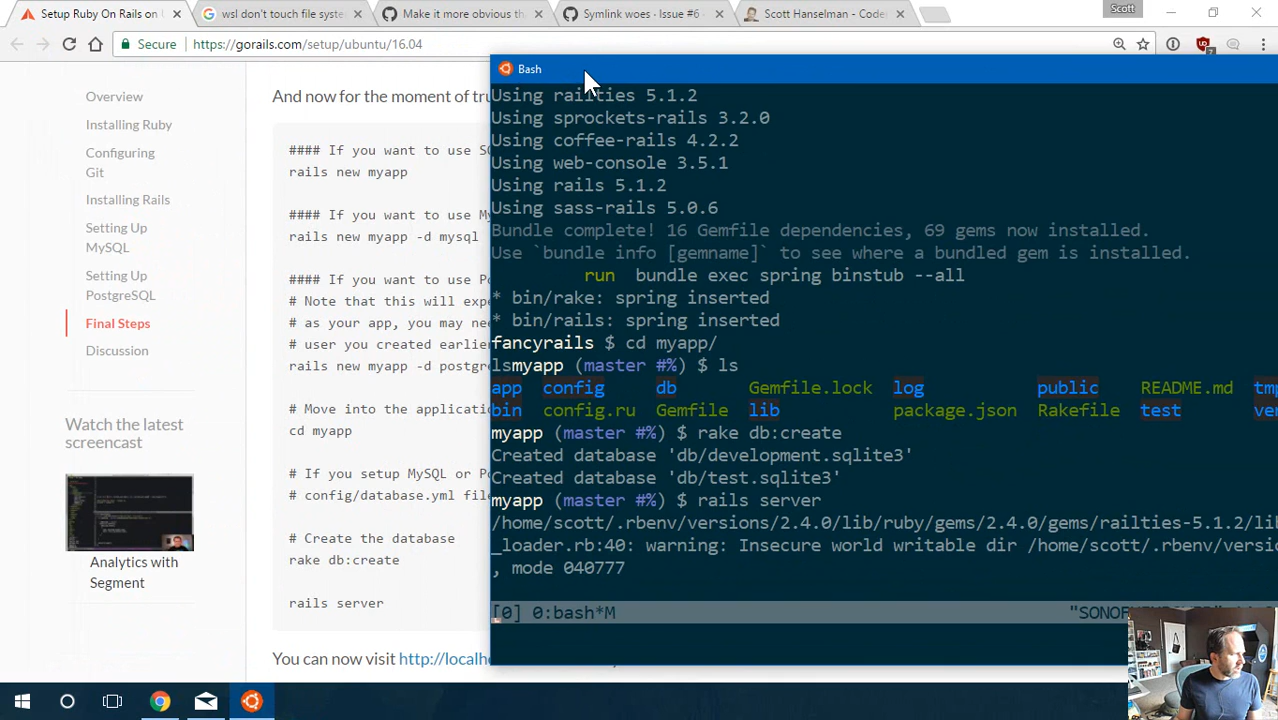 Setup Ruby On Rails on
wsl don't touch file syste
Make it more obvious th
Symlink woes · Issue #6
Scott Hanselman - Code
Scott
Secure
https://gorails.com/setup/ubuntu/16.04
Overview
Installing Ruby
Configuring
Git
Installing Rails
Setting Up
MySQL
Setting Up
PostgreSQL
Final Steps
Discussion
Watch the latest
screencast
Analytics with
Segment
And now for the moment of tru
#### If you want to use SQ
rails new myapp
#### If you want to use My
rails new myapp -d mysql
#### If you want to use Po
# Note that this will expe
# as your app, you may nee
# user you created earlier
rails new myapp -d postgre
# Move into the applicatio
cd myapp
# If you setup MySQL or Po
# config/database.yml file
# Create the database
rake db:create
rails server
You can now visit http://localh
Bash
Using railties 5.1.2
Using sprockets-rails 3.2.0
Using coffee-rails 4.2.2
Using web-console 3.5.1
Using rails 5.1.2
Using sass-rails 5.0.6
Bundle complete! 16 Gemfile dependencies, 69 gems now installed.
Use `bundle info [gemname]` to see where a bundled gem is installed.
run bundle exec spring binstub --all
* bin/rake: spring inserted
* bin/rails: spring inserted
fancyrails $ cd myapp/
lsmyapp (master #%) $ ls
app config db Gemfile.lock log public README.md tmp
bin config.ru Gemfile lib package.json Rakefile test ve
myapp (master #%) $ rake db:create
Created database 'db/development.sqlite3'
Created database 'db/test.sqlite3'
myapp (master #%) $ rails server
/home/scott/.rbenv/versions/2.4.0/lib/ruby/gems/2.4.0/gems/railties-5.1.2/li
_loader.rb:40: warning: Insecure world writable dir /home/scott/.rbenv/versi
, mode 040777
[0] 0:bash*M